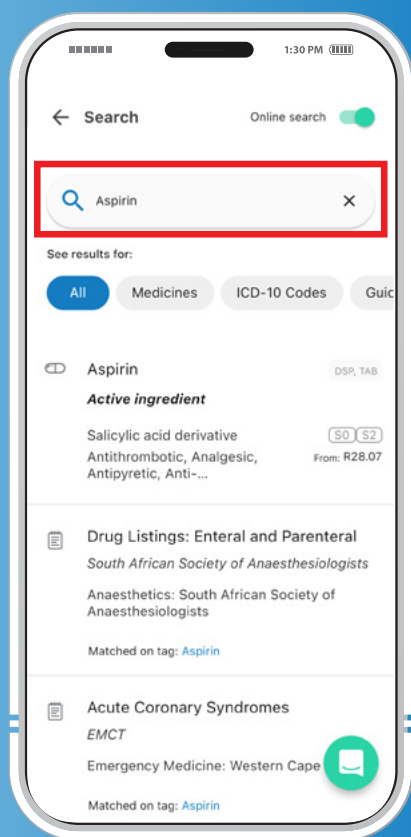 1:30 PM
Search
Online search
Aspirin
See results for:
All
Medicines
ICD-10 Codes
Guic
Aspirin
DSP, TAB
Active ingredient
Salicylic acid derivative
S0 S2
Antithrombotic, Analgesic,
From: R28.07
Antipyretic, Anti-...
Drug Listings: Enteral and Parenteral
South African Society of Anaesthesiologists
Anaesthetics: South African Society of
Anaesthesiologists
Matched on tag: Aspirin
Acute Coronary Syndromes
EMCT
Emergency Medicine: Western Cape
Matched on tag: Aspirin